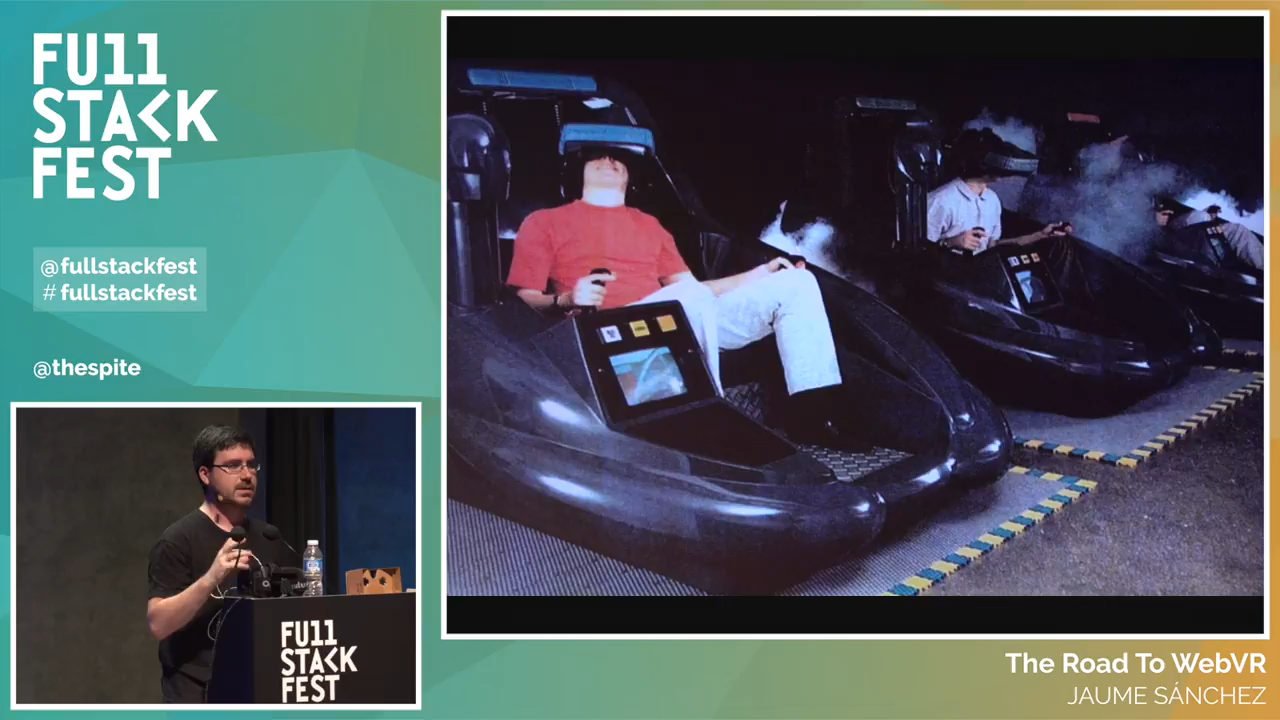 FU11
STACK
FEST
@fullstackfest
# fullstackfest
@thespite
FU11
STACK
FEST
The Road To WebVR
JAUME SÁNCHEZ